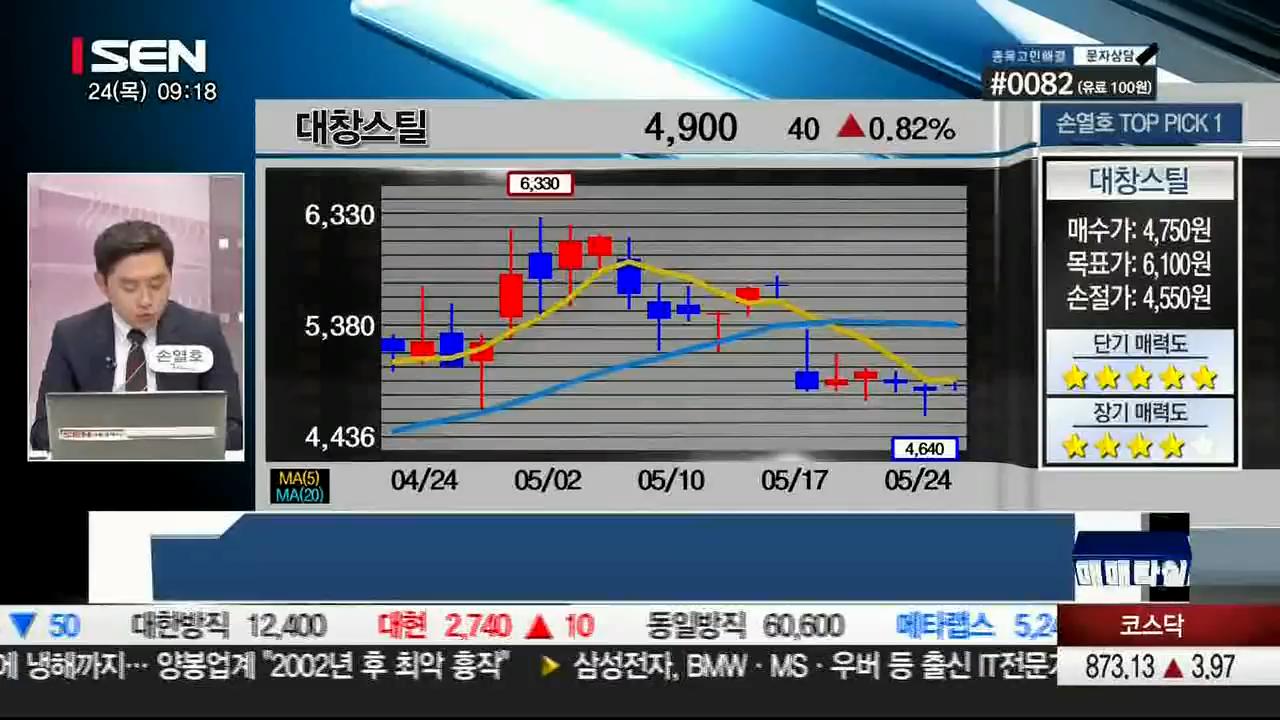 SEN
24(목) 09:18
종목고민해결 문자상담
#0082 (유료 100원)
대창스틸 4,900 40 ▲0.82%
손열호 TOP PICK 1
6,330
6,330
5,380
4,436
4,640
04/24 05/02 05/10 05/17 05/24
MA(5)
MA(20)
손열호
SEN
대창스틸
매수가: 4,750원
목표가: 6,100원
손절가: 4,550원
단기 매력도
★★★★★
장기 매력도
★★★★★
▼ 50 대한방직 12,400 대현 2,740 ▲ 10 동일방직 60,600 메타랩스 5,24
코스닥
에 냉해까지… 양봉업계 "2002년 후 최악 흉작" ▶ 삼성전자, BMW·MS·우버 등 출신 IT전문가
873.13 ▲ 3.97